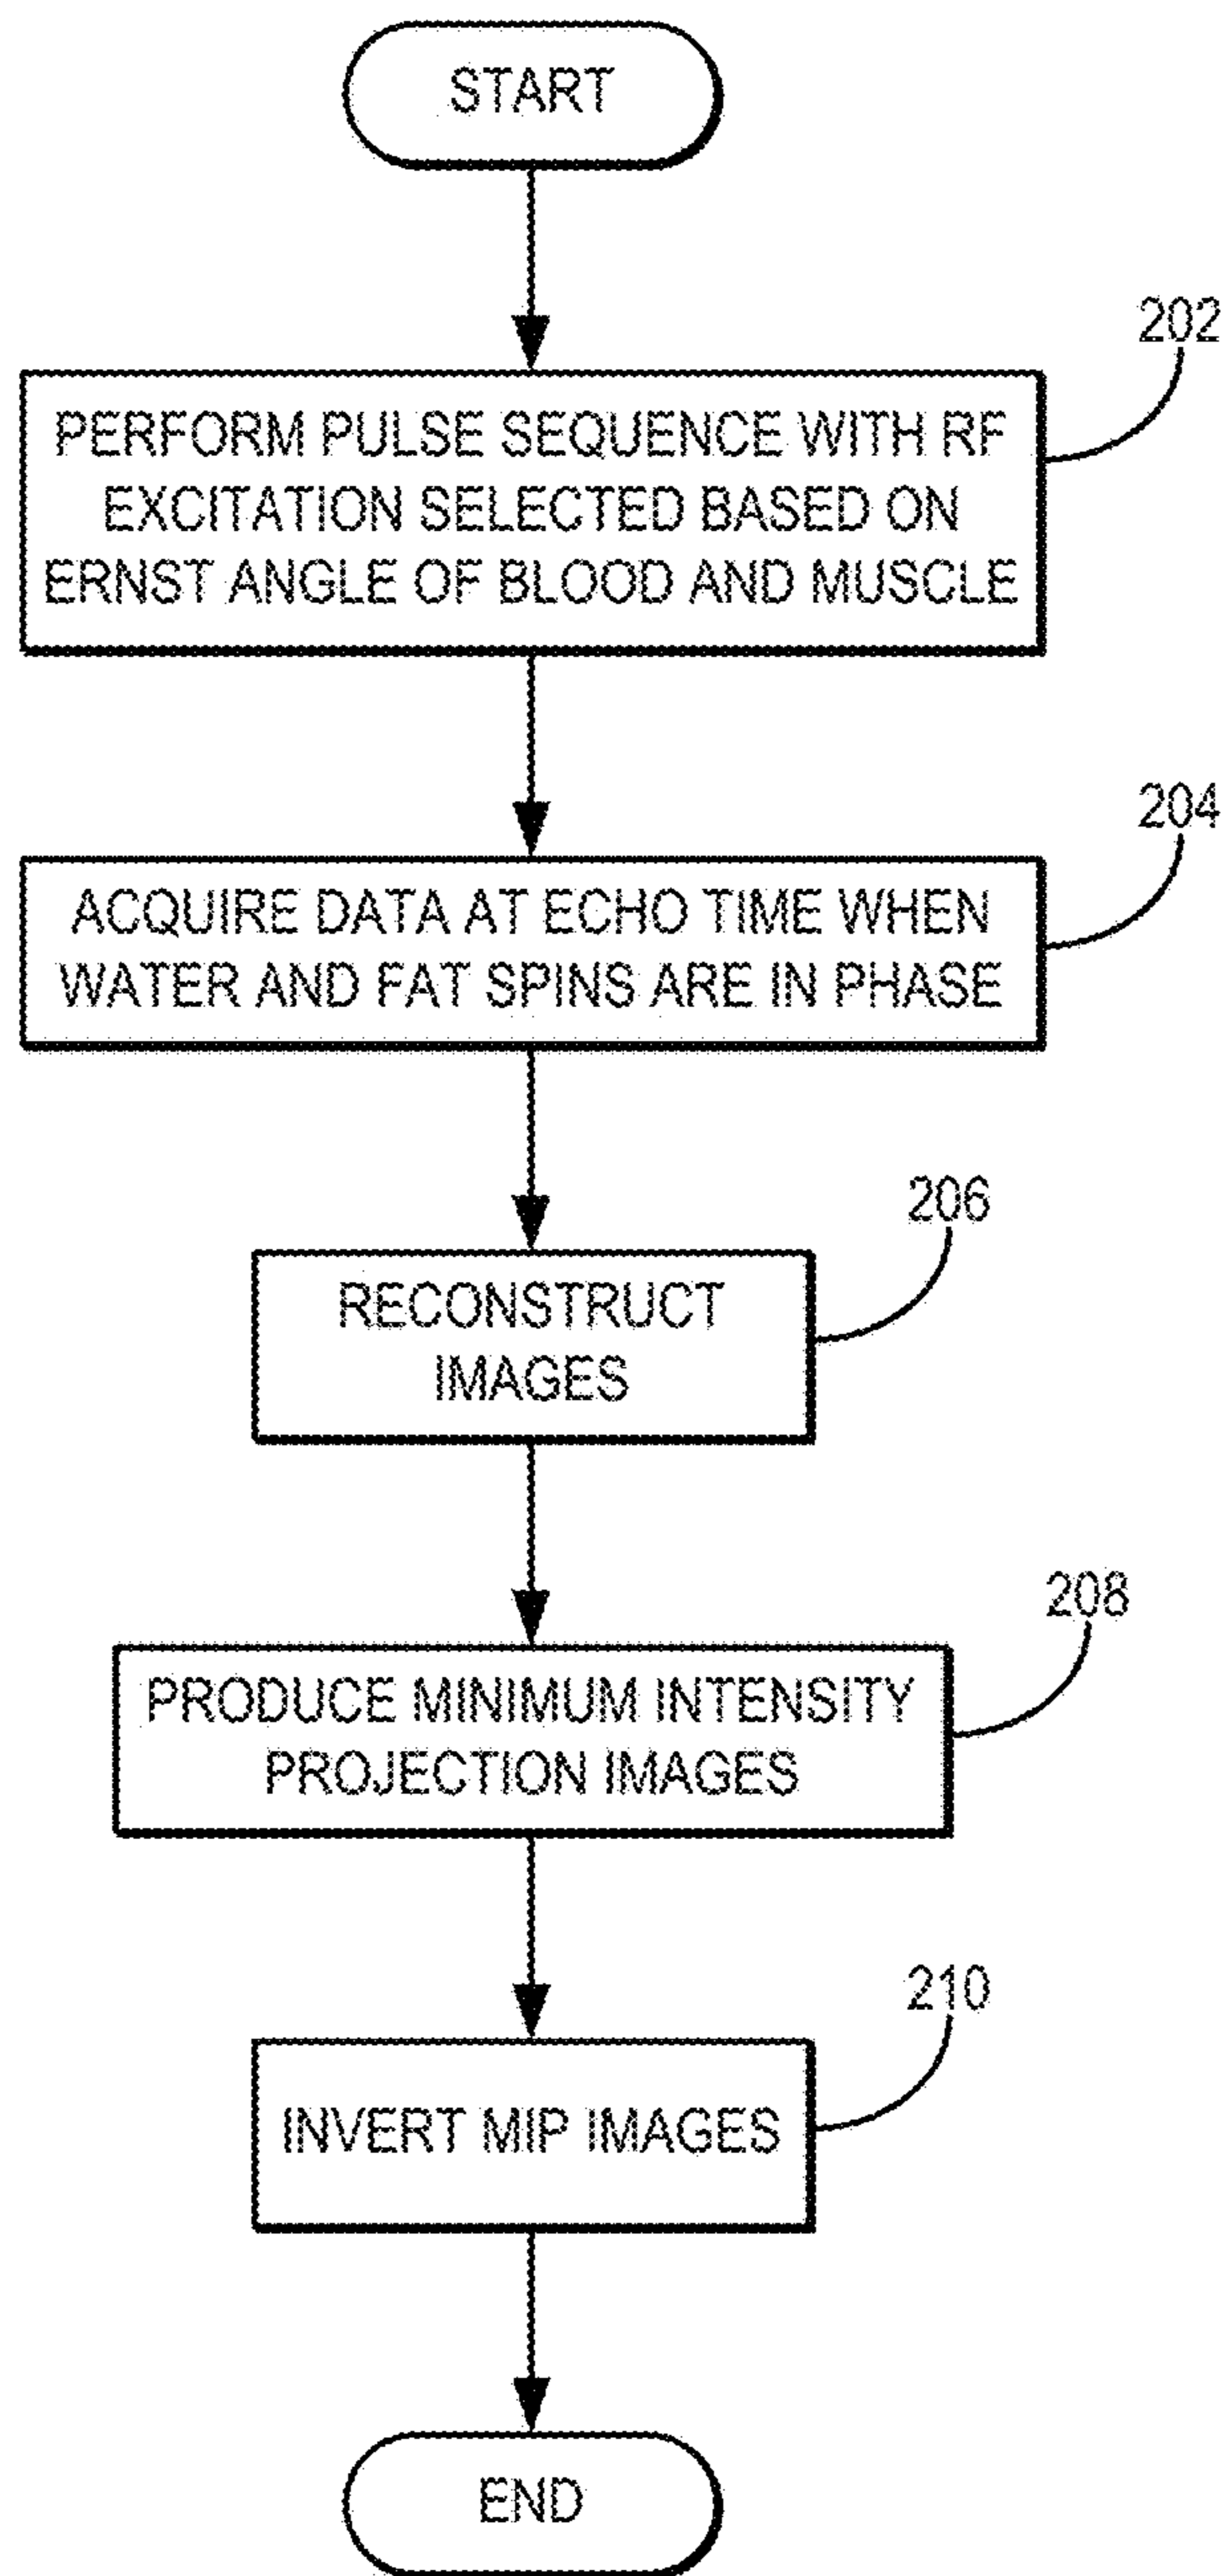 START
202
PERFORM PULSE SEQUENCE WITH RF
EXCITATION SELECTED BASED ON
ERNST ANGLE OF BLOOD AND MUSCLE
204
ACQUIRE DATA AT ECHO TIME WHEN
WATER AND FAT SPINS ARE IN PHASE
206
RECONSTRUCT
IMAGES
208
PRODUCE MINIMUM INTENSITY
PROJECTION IMAGES
210
INVERT MIP IMAGES
END